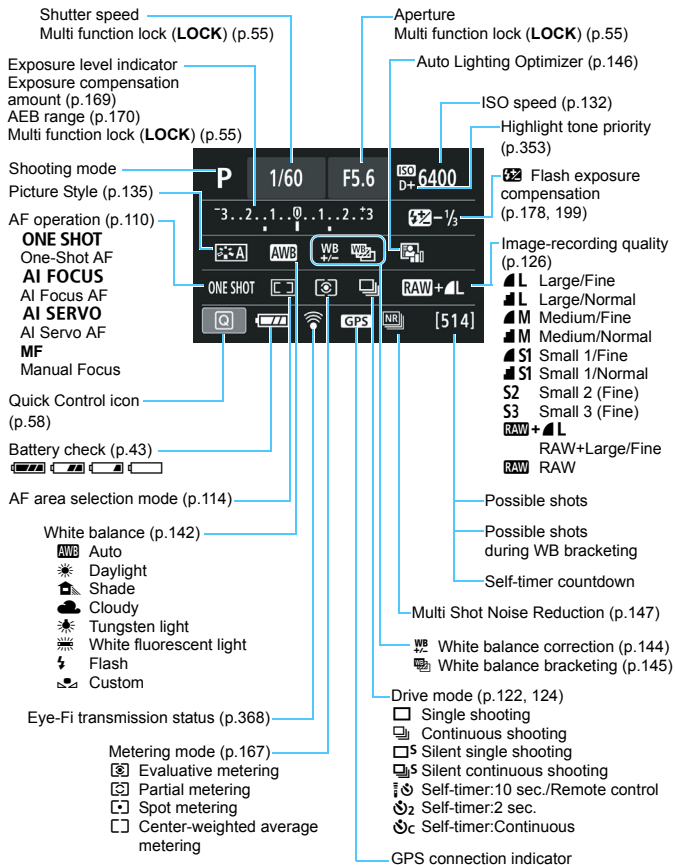 Shutter speed
Multi function lock (LOCK) (p.55)
Aperture
Multi function lock (LOCK) (p.55)
Exposure level indicator
Exposure compensation
amount (p.169)
AEB range (p.170)
Multi function lock (LOCK) (p.55)
Auto Lighting Optimizer (p.146)
ISO speed (p.132)
Highlight tone priority
(p.353)
Shooting mode
Picture Style (p.135)
AF operation (p.110)
ONE SHOT
One-Shot AF
AI FOCUS
AI Focus AF
AI SERVO
AI Servo AF
MF
Manual Focus
Quick Control icon
(p.58)
Battery check (p.43)
P 1/60 F5.6 ISO D+ 6400
-3..2..1..0..1..2..+3 -1/3
A AWB WB +/- WB
ONE SHOT RAW+L
Q GPS NR [514]
Flash exposure
compensation
(p.178, 199)
Image-recording quality
(p.126)
L Large/Fine
L Large/Normal
M Medium/Fine
M Medium/Normal
S1 Small 1/Fine
S1 Small 1/Normal
S2 Small 2 (Fine)
S3 Small 3 (Fine)
RAW+L
RAW+Large/Fine
RAW RAW
AF area selection mode (p.114)
White balance (p.142)
AWB Auto
Daylight
Shade
Cloudy
Tungsten light
White fluorescent light
Flash
Custom
Eye-Fi transmission status (p.368)
Metering mode (p.167)
Evaluative metering
Partial metering
Spot metering
Center-weighted average
metering
Possible shots
Possible shots
during WB bracketing
Self-timer countdown
Multi Shot Noise Reduction (p.147)
WB +/- White balance correction (p.144)
WB White balance bracketing (p.145)
Drive mode (p.122, 124)
Single shooting
Continuous shooting
S Silent single shooting
S Silent continuous shooting
Self-timer:10 sec./Remote control
2 Self-timer:2 sec.
C Self-timer:Continuous
GPS connection indicator